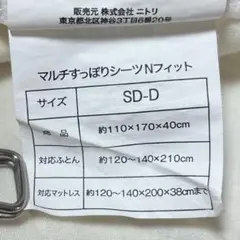 販売元 株式会社 ニトリ
東京都北区神谷3丁目6番20号
マルチすっぽりシーツNフィット
サイズ SD-D
商品 約110×170×40cm
対応ふとん 約120~140×210cm
対応マットレス 約120~140×200×38cmまで